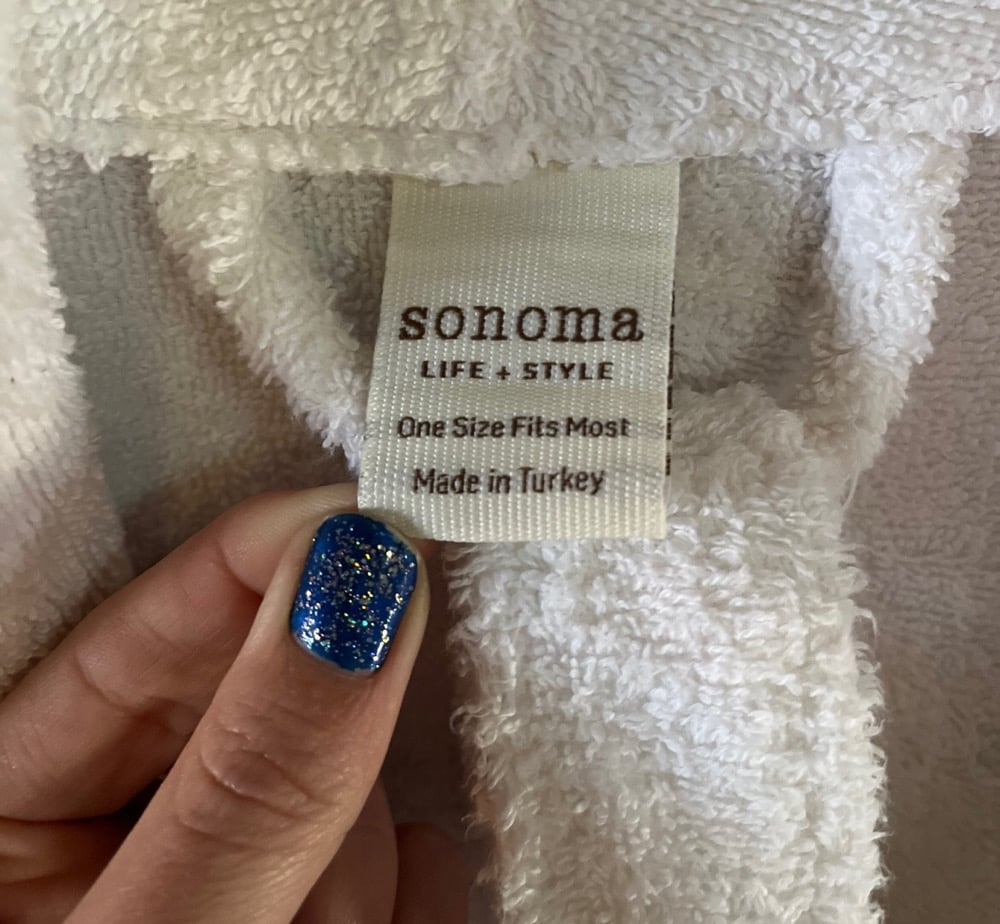 sonoma
LIFE + STYLE
One Size Fits Most
Made in Turkey